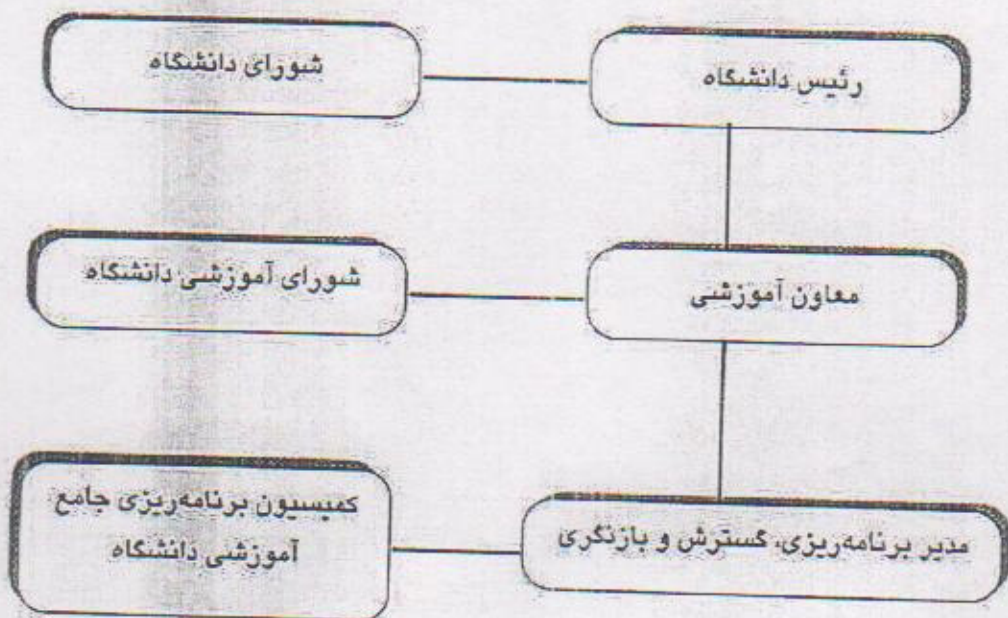 رئیس دانشگاه
شورای دانشگاه
معاون آموزشی
شورای آموزشی دانشگاه
مدیر برنامه‌ریزی، گسترش و بازنگری
کمیسیون برنامه‌ریزی جامع
آموزشی دانشگاه